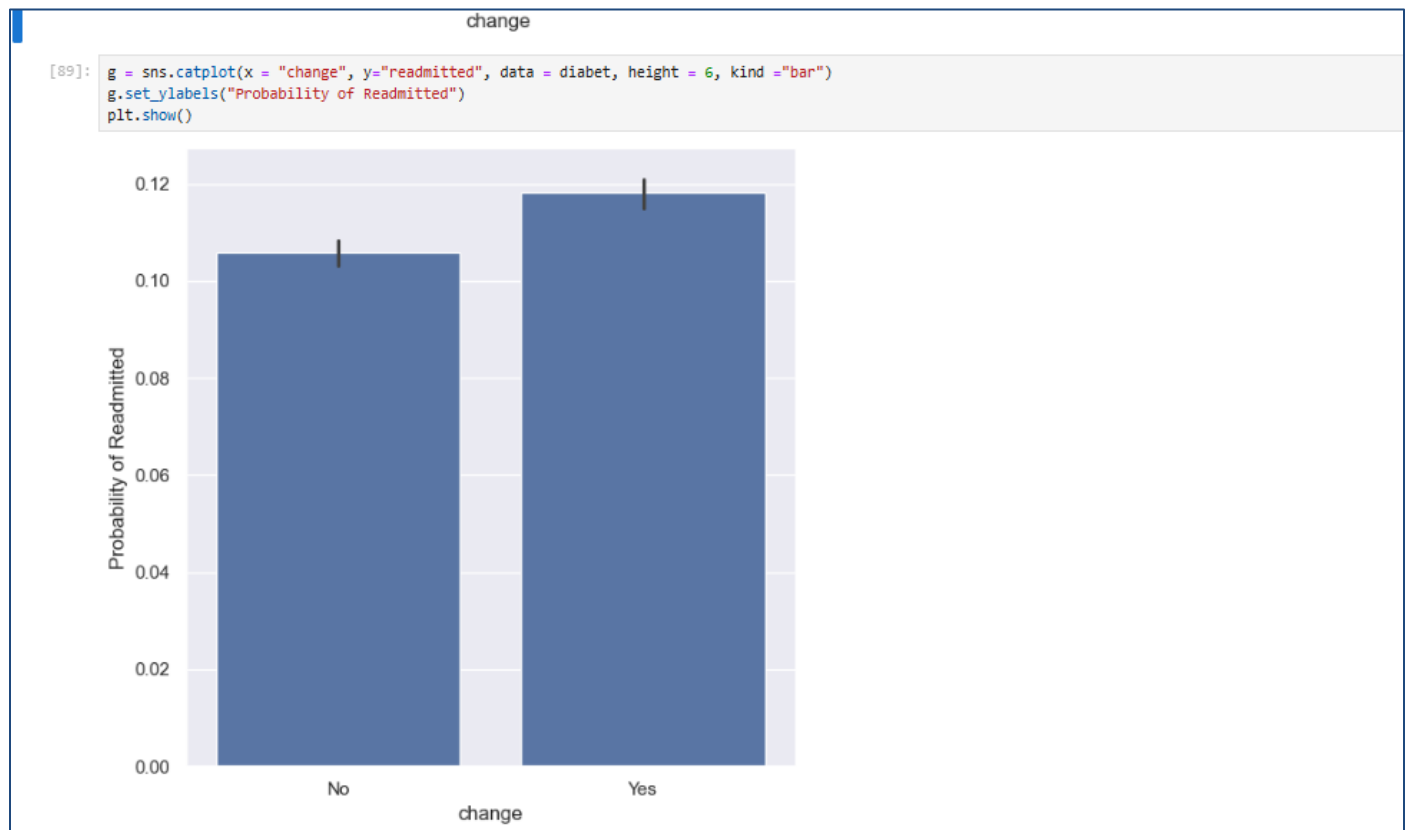 change
[89]: g = sns.catplot(x = "change", y="readmitted", data = diabet, height = 6, kind ="bar")
g.set_ylabels("Probability of Readmitted")
plt.show()
0.12
0.10
0.08
0.06
0.04
0.02
0.00
Probability of Readmitted
No Yes
change